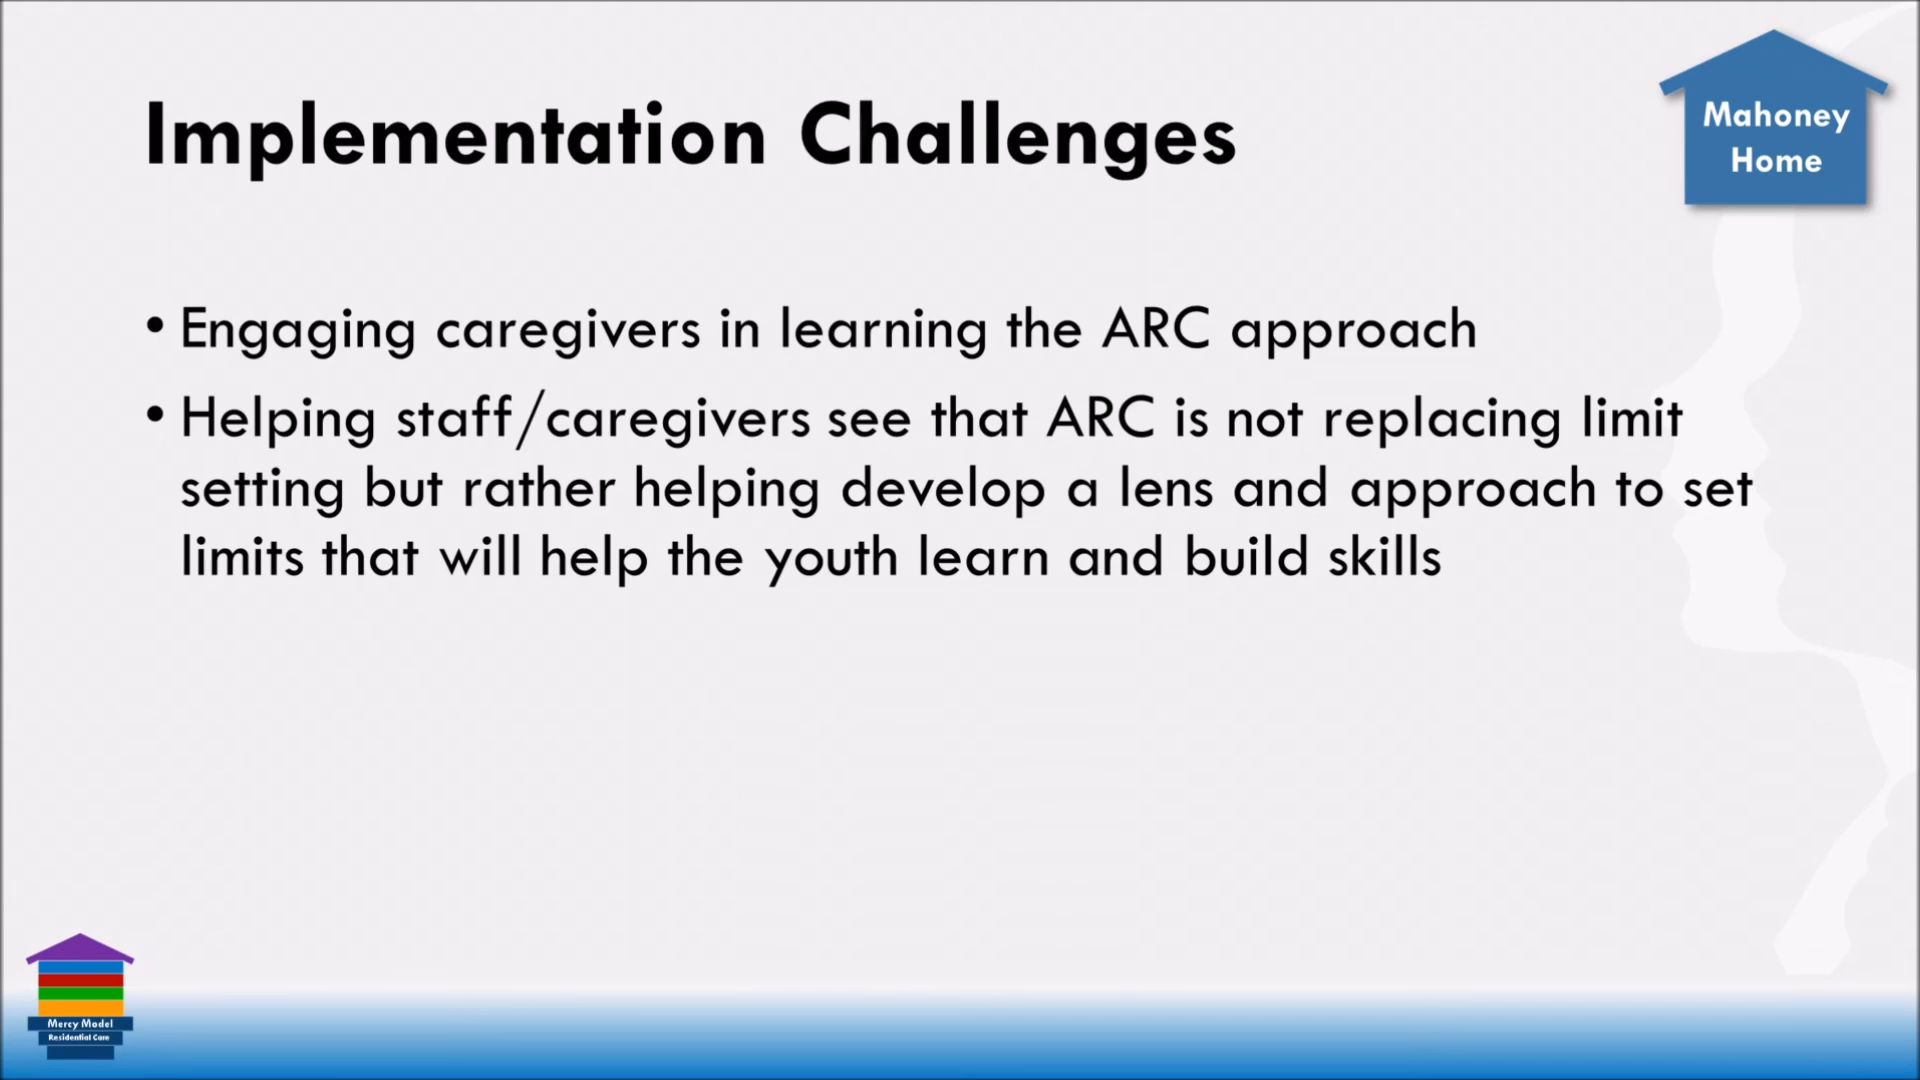 Implementation Challenges
Mahoney
Home
• Engaging caregivers in learning the ARC approach
• Helping staff/caregivers see that ARC is not replacing limit
setting but rather helping develop a lens and approach to set
limits that will help the youth learn and build skills
Mercy Model
Residential Care